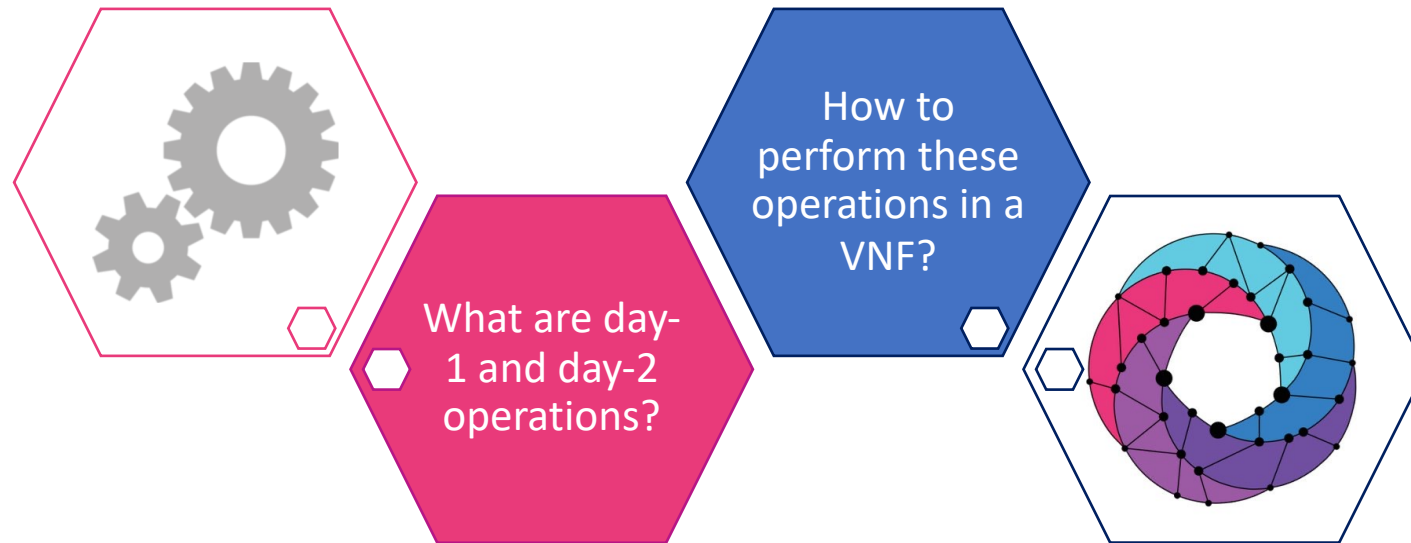 What are day-
1 and day-2
operations?
How to
perform these
operations in a
VNF?